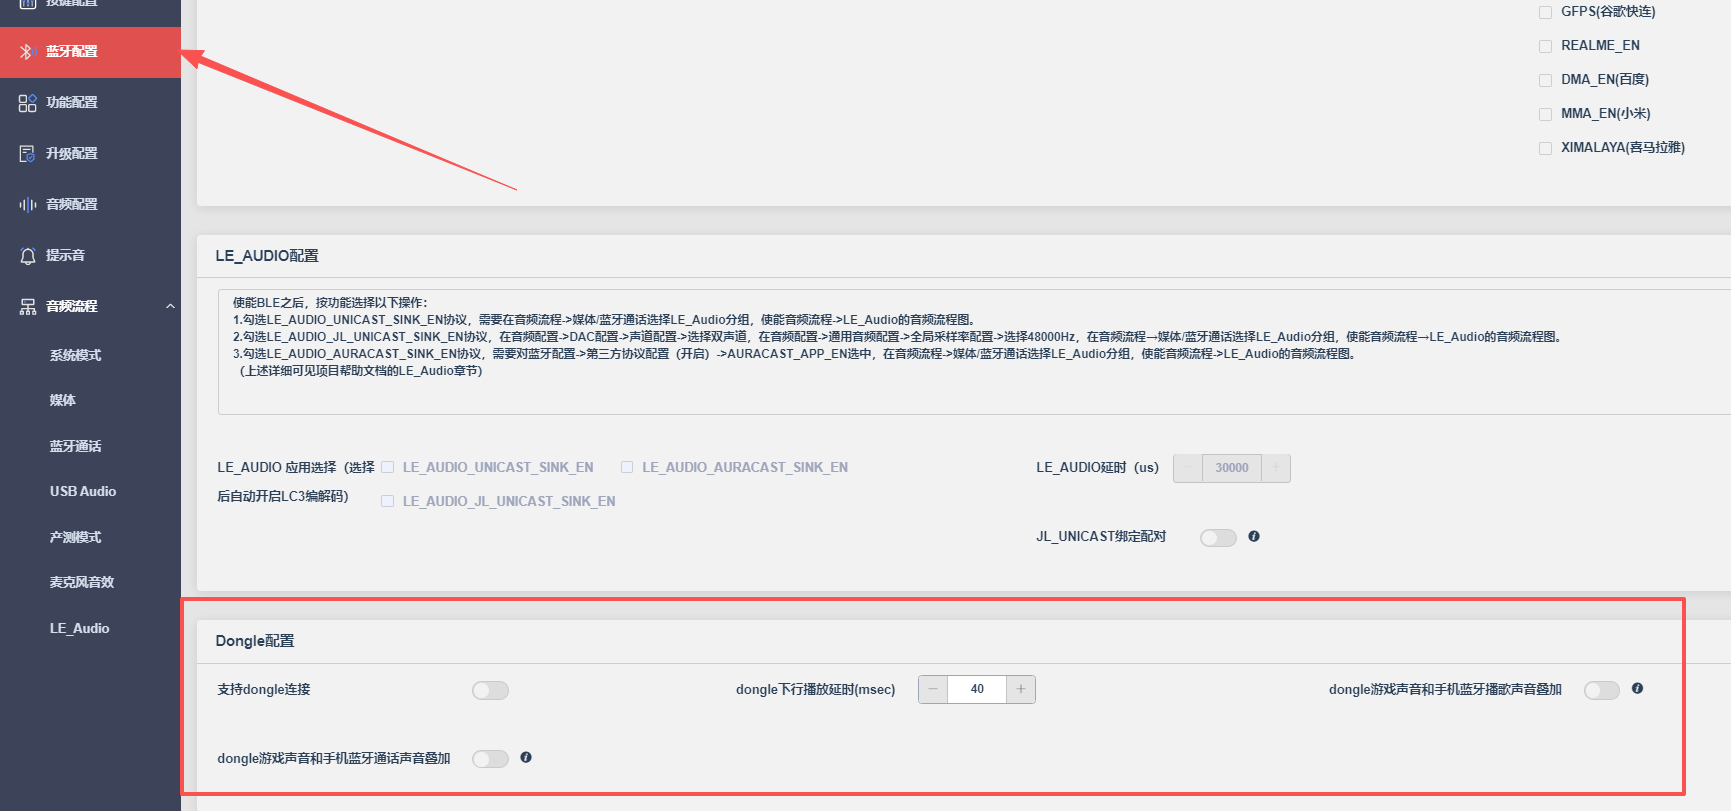 按键配置
蓝牙配置
功能配置
升级配置
音频配置
提示音
音频流程
系统模式
媒体
蓝牙通话
USB Audio
产测模式
麦克风音效
LE_Audio
GFPS(谷歌快连)
REALME_EN
DMA_EN(百度)
MMA_EN(小米)
XIMALAYA(喜马拉雅)
LE_AUDIO配置
使能BLE之后，按功能选择以下操作：
1.勾选LE_AUDIO_UNICAST_SINK_EN协议，需要在音频流程->媒体/蓝牙通话选择LE_Audio分组，使能音频流程->LE_Audio的音频流程图。
2.勾选LE_AUDIO_JL_UNICAST_SINK_EN协议，在音频配置->DAC配置->声道配置->选择双声道，在音频配置->通用音频配置->全局采样率配置->选择48000Hz，在音频流程→媒体/蓝牙通话选择LE_Audio分组，使能音频流程→LE_Audio的音频流程图。
3.勾选LE_AUDIO_AURACAST_SINK_EN协议，需要对蓝牙配置->第三方协议配置（开启）->AURACAST_APP_EN选中，在音频流程->媒体/蓝牙通话选择LE_Audio分组，使能音频流程->LE_Audio的音频流程图。
（上述详细可见项目帮助文档的LE_Audio章节）
LE_AUDIO 应用选择（选择
后自动开启LC3编解码）
LE_AUDIO_UNICAST_SINK_EN
LE_AUDIO_AURACAST_SINK_EN
LE_AUDIO_JL_UNICAST_SINK_EN
LE_AUDIO延时（us） − 30000 +
JL_UNICAST绑定配对
Dongle配置
支持dongle连接
dongle下行播放延时(msec) − 40 +
dongle游戏声音和手机蓝牙播歌声音叠加
dongle游戏声音和手机蓝牙通话声音叠加